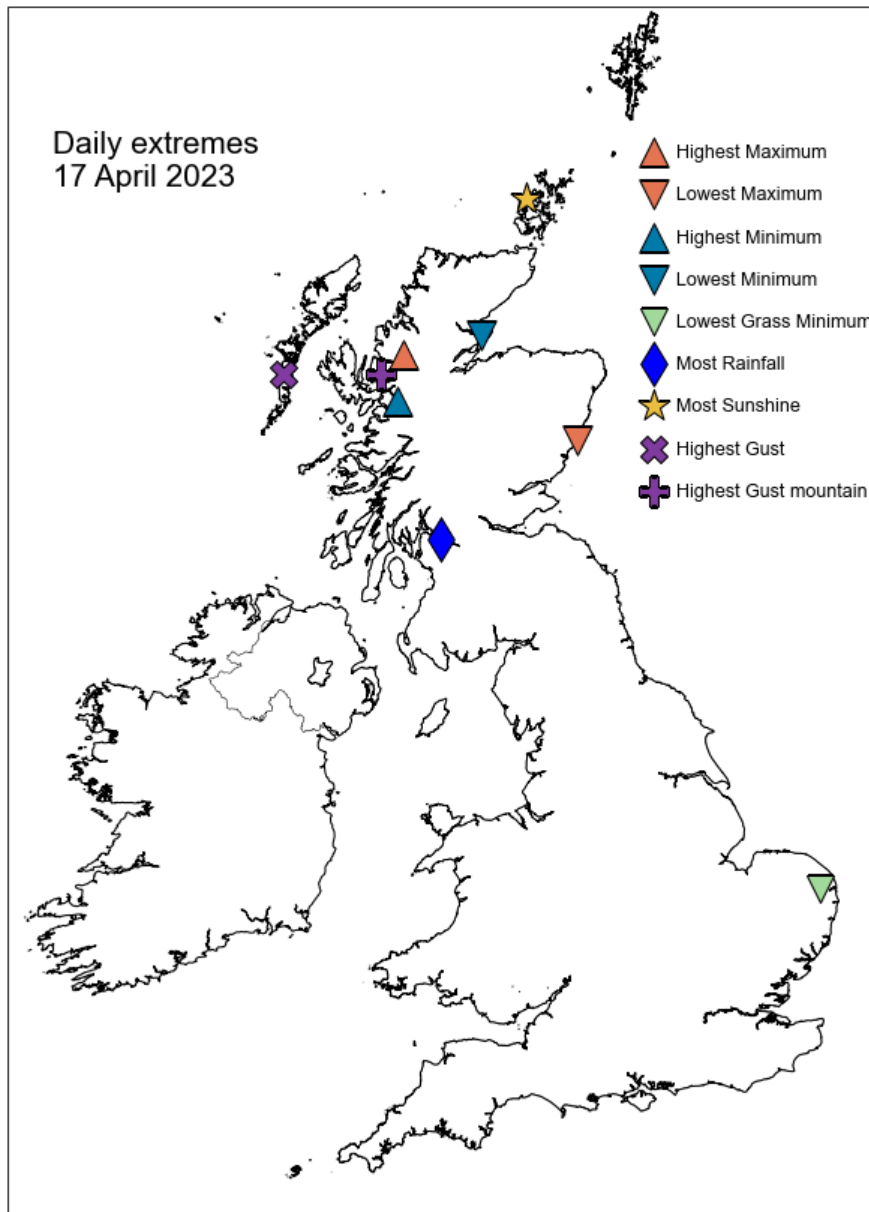 Daily extremes
17 April 2023
Highest Maximum
Lowest Maximum
Highest Minimum
Lowest Minimum
Lowest Grass Minimum
Most Rainfall
Most Sunshine
Highest Gust
Highest Gust mountain